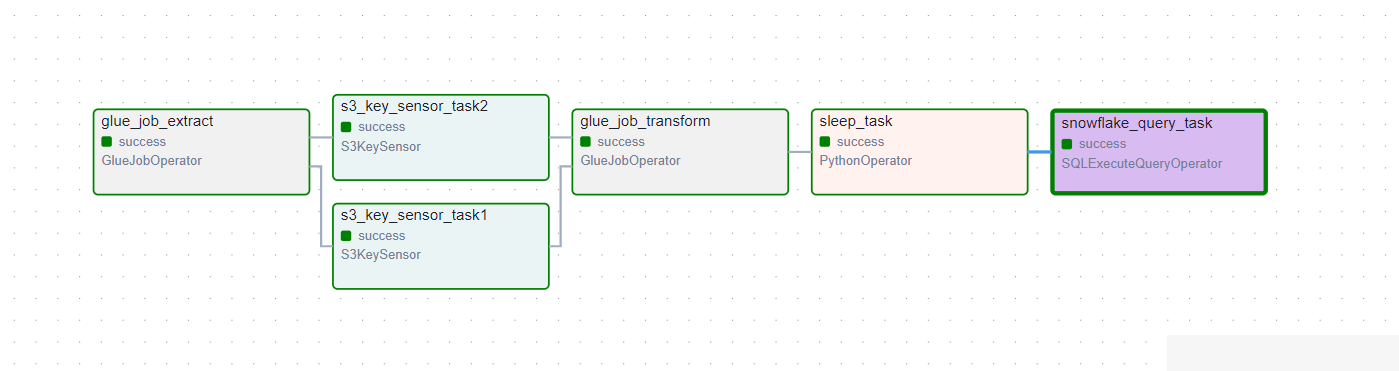 glue_job_extract
success
GlueJobOperator
s3_key_sensor_task2
success
S3KeySensor
s3_key_sensor_task1
success
S3KeySensor
glue_job_transform
success
GlueJobOperator
sleep_task
success
PythonOperator
snowflake_query_task
success
SQLExecuteQueryOperator